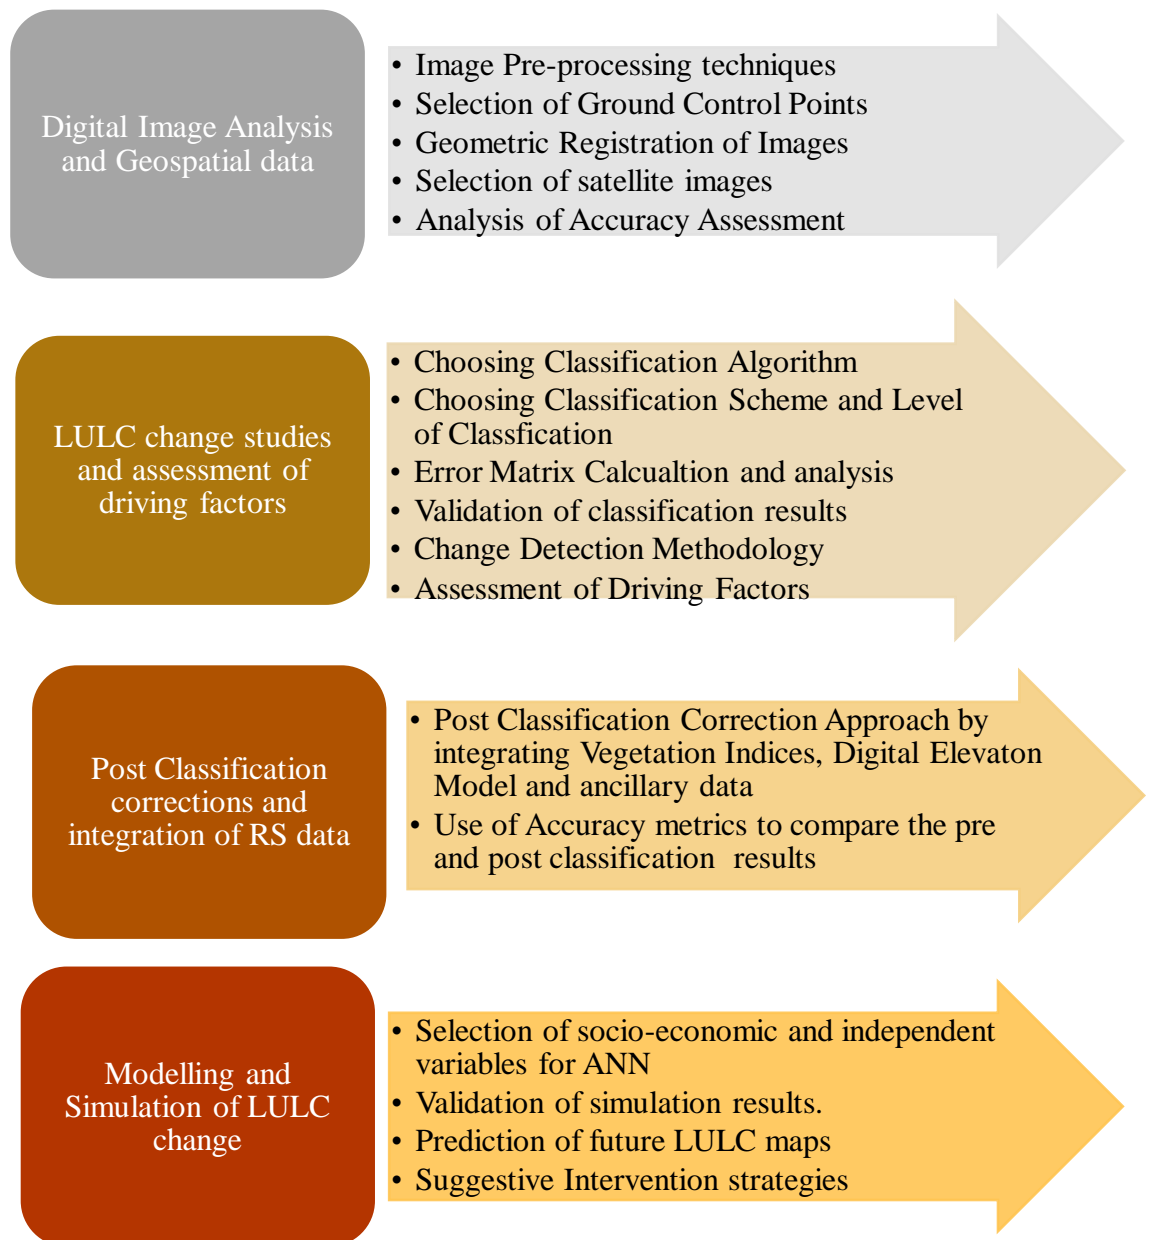 Digital Image Analysis
and Geospatial data
• Image Pre-processing techniques
• Selection of Ground Control Points
• Geometric Registration of Images
• Selection of satellite images
• Analysis of Accuracy Assessment
LULC change studies
and assessment of
driving factors
• Choosing Classification Algorithm
• Choosing Classification Scheme and Level
of Classfication
• Error Matrix Calcualtion and analysis
• Validation of classification results
• Change Detection Methodology
• Assessment of Driving Factors
Post Classification
corrections and
integration of RS data
• Post Classification Correction Approach by
integrating Vegetation Indices, Digital Elevaton
Model and ancillary data
• Use of Accuracy metrics to compare the pre
and post classification results
Modelling and
Simulation of LULC
change
• Selection of socio-economic and independent
variables for ANN
• Validation of simulation results.
• Prediction of future LULC maps
• Suggestive Intervention strategies